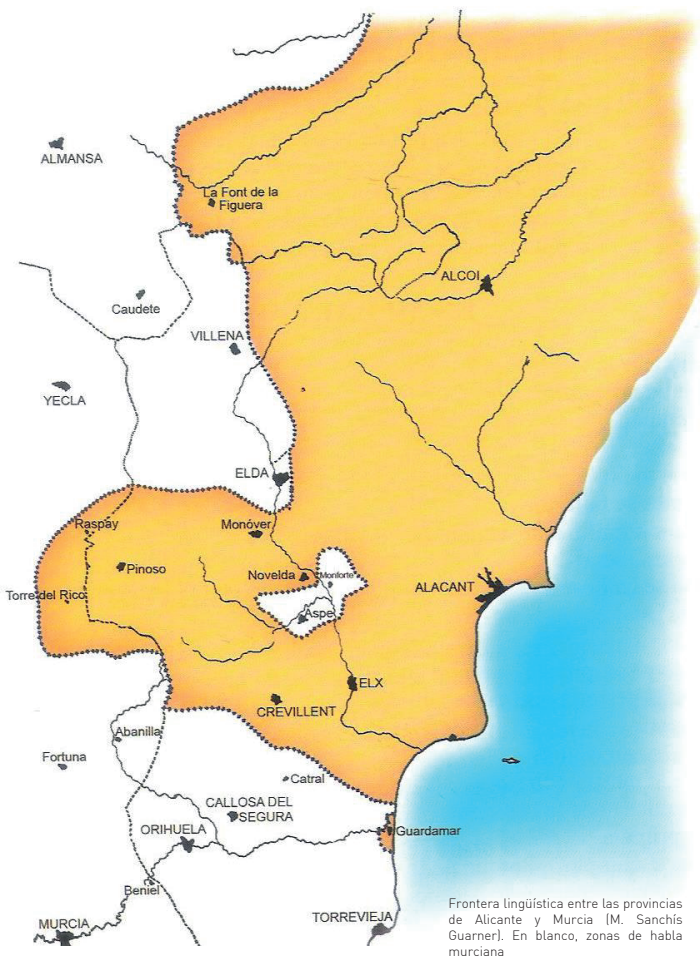 ALMANSA
La Font de la
Figuera
ALCOI
Caudete
VILLENA
YECLA
ELDA
Raspay
Monóver
Pinoso
Novelda
Monforte
ALACANT
Torre del Rico
Aspe
ELX
CREVILLENT
Abanilla
Fortuna
Catral
CALLOSA DEL
SEGURA
ORIHUELA
Guardamar
Beniel
MURCIA
TORREVIEJA
Frontera lingüística entre las provincias
de Alicante y Murcia (M. Sanchís
Guarner). En blanco, zonas de habla
murciana